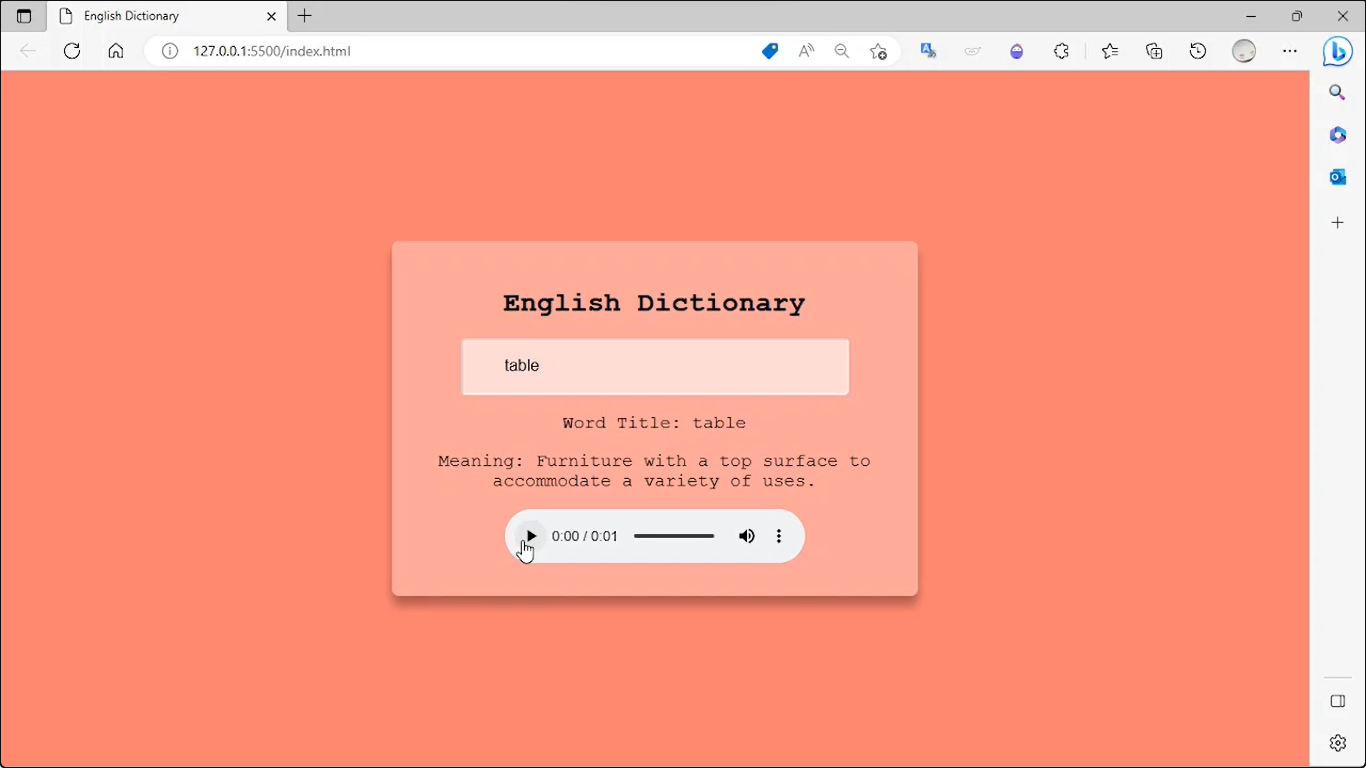 English Dictionary
127.0.0.1:5500/index.html
English Dictionary
table
Word Title: table
Meaning: Furniture with a top surface to
accommodate a variety of uses.
0:00 / 0:01